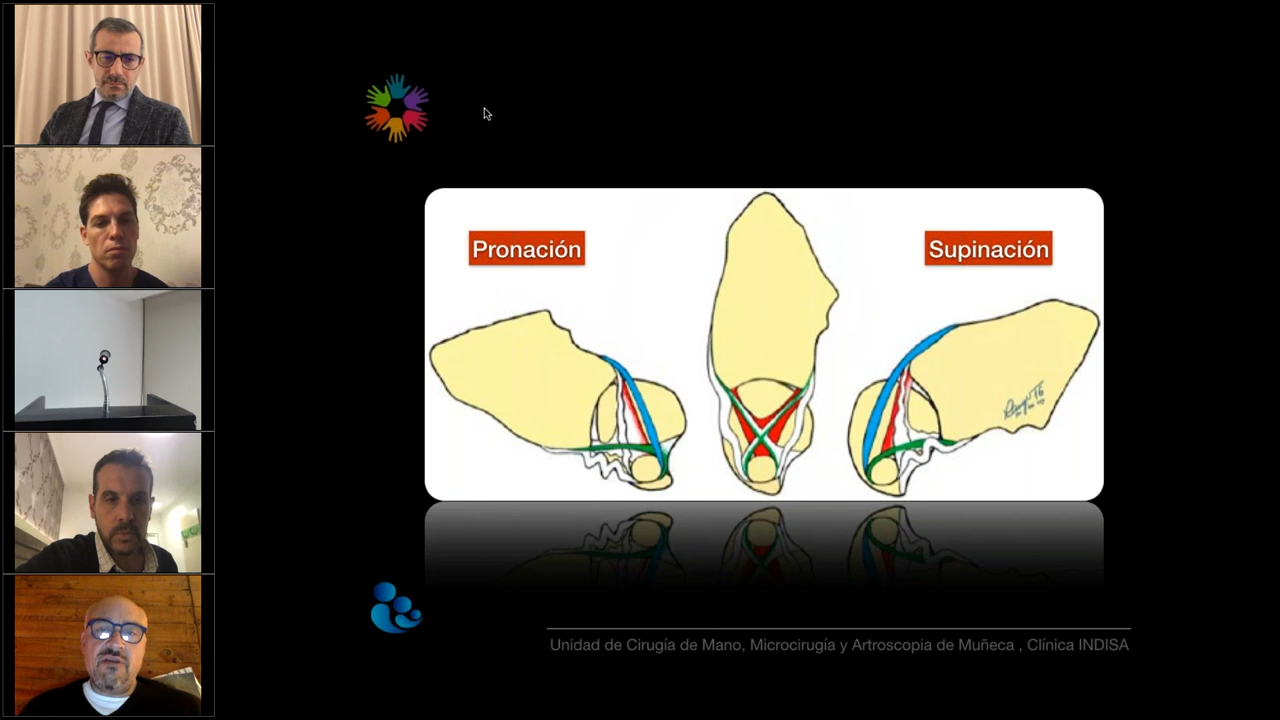 Pronación
Supinación
Unidad de Cirugía de Mano, Microcirugía y Artroscopia de Muñeca , Clínica INDISA